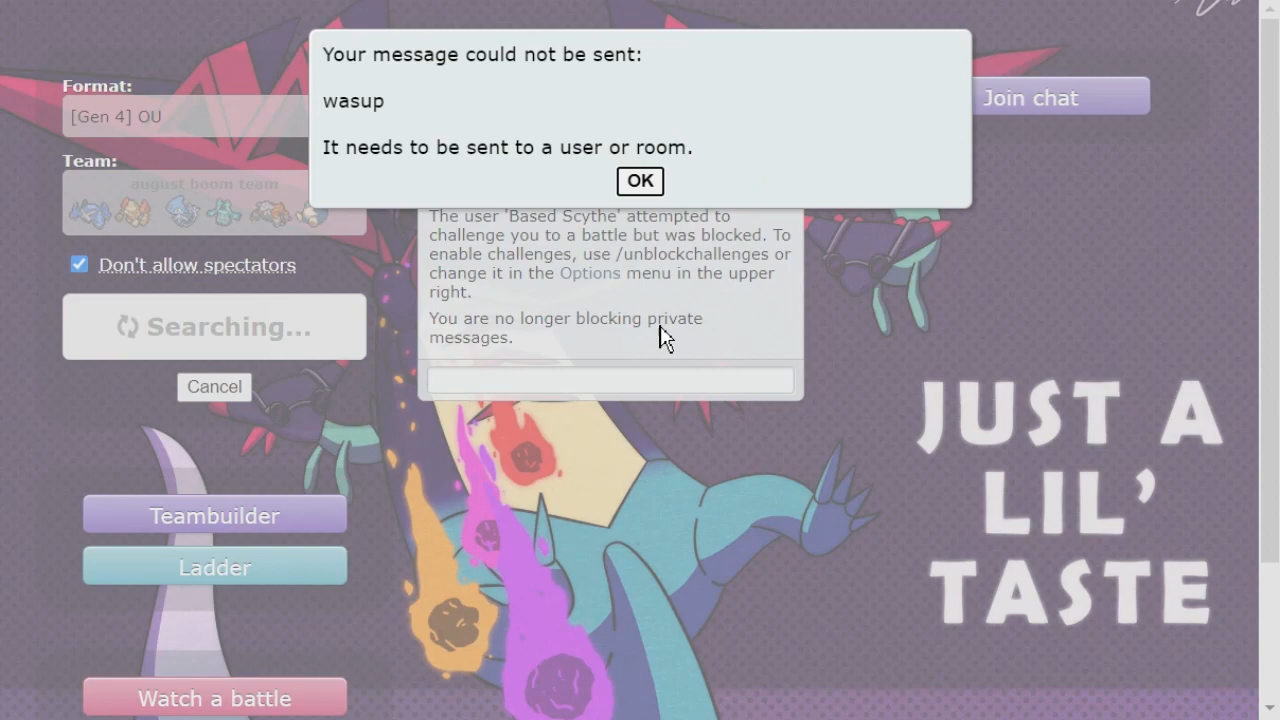 Your message could not be sent:
wasup
It needs to be sent to a user or room.
OK
Format:
[Gen 4] OU
Team:
august boom team
Don't allow spectators
Searching...
Cancel
Teambuilder
Ladder
Watch a battle
The user 'Based Scythe' attempted to
challenge you to a battle but was blocked. To
enable challenges, use /unblockchallenges or
change it in the Options menu in the upper
right.
You are no longer blocking private
messages.
Join chat
JUST A
LIL'
TASTE